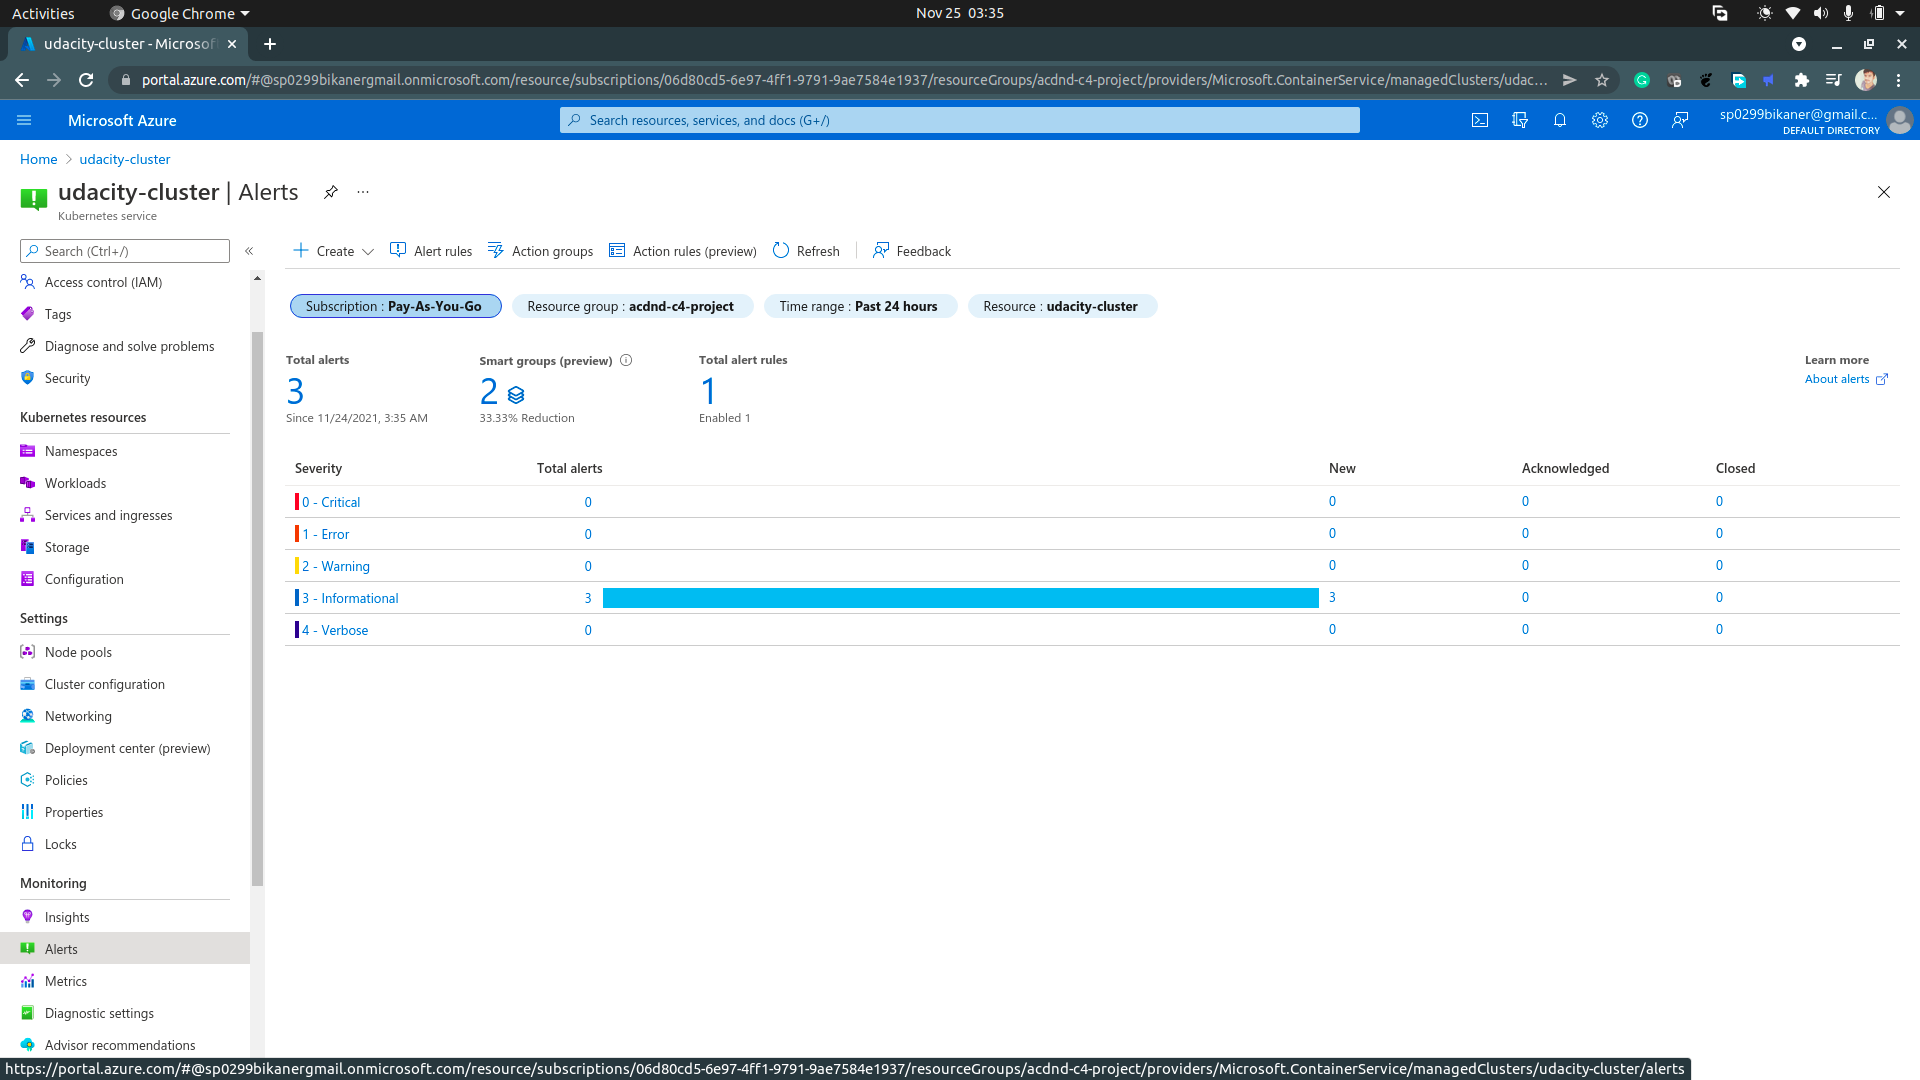 Activities
Google Chrome
Nov 25 03:35
udacity-cluster - Microsof
portal.azure.com/#@sp0299bikanergmail.onmicrosoft.com/resource/subscriptions/06d80cd5-6e97-4ff1-9791-9ae7584e1937/resourceGroups/acdnd-c4-project/providers/Microsoft.ContainerService/managedClusters/udac...
Microsoft Azure
Search resources, services, and docs (G+/)
sp0299bikaner@gmail.c...
DEFAULT DIRECTORY
Home > udacity-cluster
udacity-cluster | Alerts
Kubernetes service
Search (Ctrl+/)
Access control (IAM)
Tags
Diagnose and solve problems
Security
Kubernetes resources
Namespaces
Workloads
Services and ingresses
Storage
Configuration
Settings
Node pools
Cluster configuration
Networking
Deployment center (preview)
Policies
Properties
Locks
Monitoring
Insights
Alerts
Metrics
Diagnostic settings
Advisor recommendations
Create
Alert rules
Action groups
Action rules (preview)
Refresh
Feedback
Subscription : Pay-As-You-Go
Resource group : acdnd-c4-project
Time range : Past 24 hours
Resource : udacity-cluster
Total alerts
3
Since 11/24/2021, 3:35 AM
Smart groups (preview)
2
33.33% Reduction
Total alert rules
1
Enabled 1
Learn more
About alerts
Severity Total alerts New Acknowledged Closed
0 - Critical 0 0 0 0
1 - Error 0 0 0 0
2 - Warning 0 0 0 0
3 - Informational 3 3 0 0
4 - Verbose 0 0 0 0
https://portal.azure.com/#@sp0299bikanergmail.onmicrosoft.com/resource/subscriptions/06d80cd5-6e97-4ff1-9791-9ae7584e1937/resourceGroups/acdnd-c4-project/providers/Microsoft.ContainerService/managedClusters/udacity-cluster/alerts